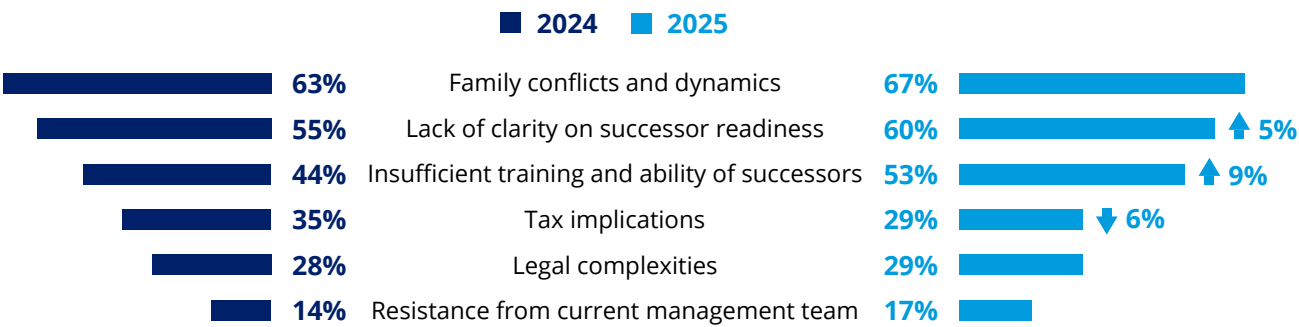 2024 2025
63% Family conflicts and dynamics 67%
55% Lack of clarity on successor readiness 60% 5%
44% Insufficient training and ability of successors 53% 9%
35% Tax implications 29% 6%
28% Legal complexities 29%
14% Resistance from current management team 17%